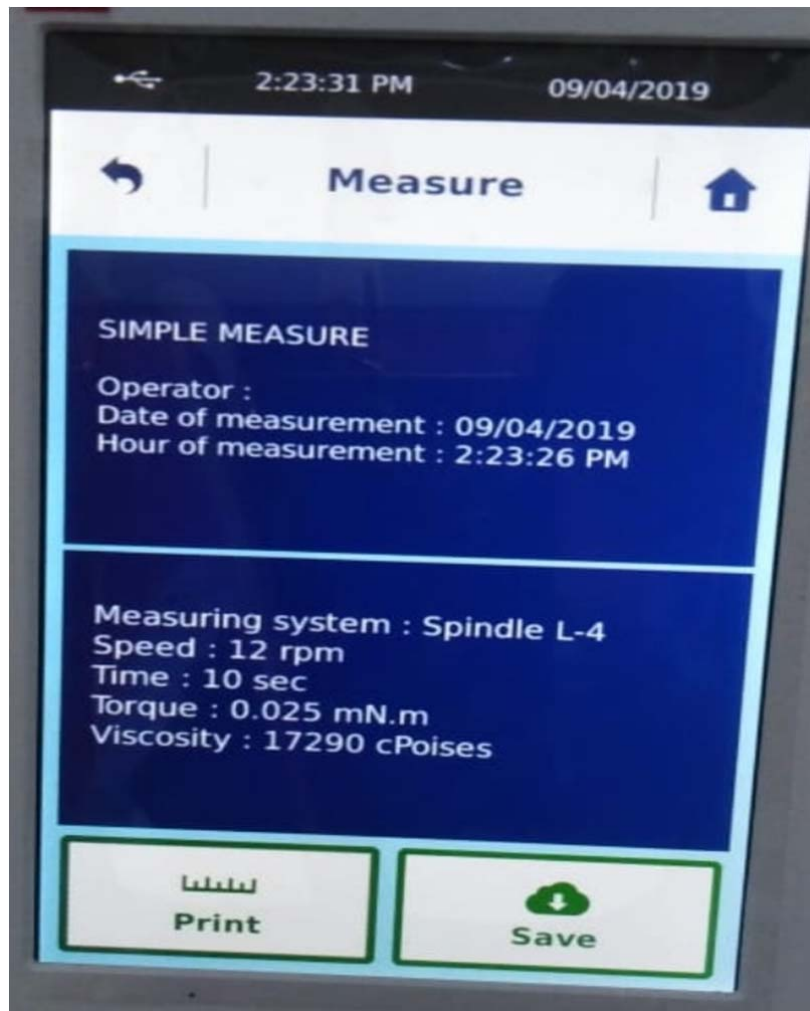 2:23:31 PM 09/04/2019
Measure
SIMPLE MEASURE
Operator :
Date of measurement : 09/04/2019
Hour of measurement : 2:23:26 PM
Measuring system : Spindle L-4
Speed : 12 rpm
Time : 10 sec
Torque : 0.025 mN.m
Viscosity : 17290 cPoises
Print Save